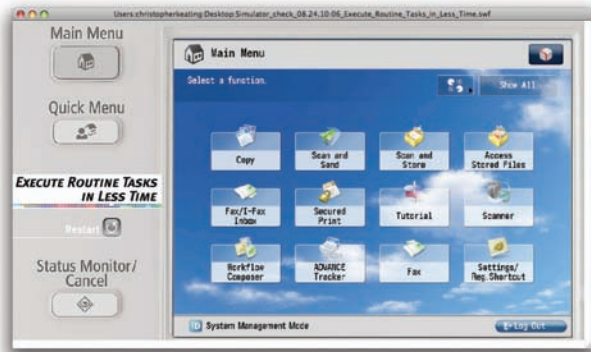 Users:christopherkeating:Desktop:Simulator_check_08.24.10:06_Execute_Routine_Tasks_in_Less_Time.swf
Main Menu
Quick Menu
EXECUTE ROUTINE TASKS
IN LESS TIME
Restart
Status Monitor/
Cancel
Main Menu
Select a function.
Show All
Copy
Scan and
Send
Scan and
Store
Access
Stored Files
Fax/I-Fax
Inbox
Secured
Print
Tutorial
Scanner
Workflow
Composer
ADVANCE
Tracker
Fax
Settings/
Reg.Shortcut
ID System Management Mode
Log Out